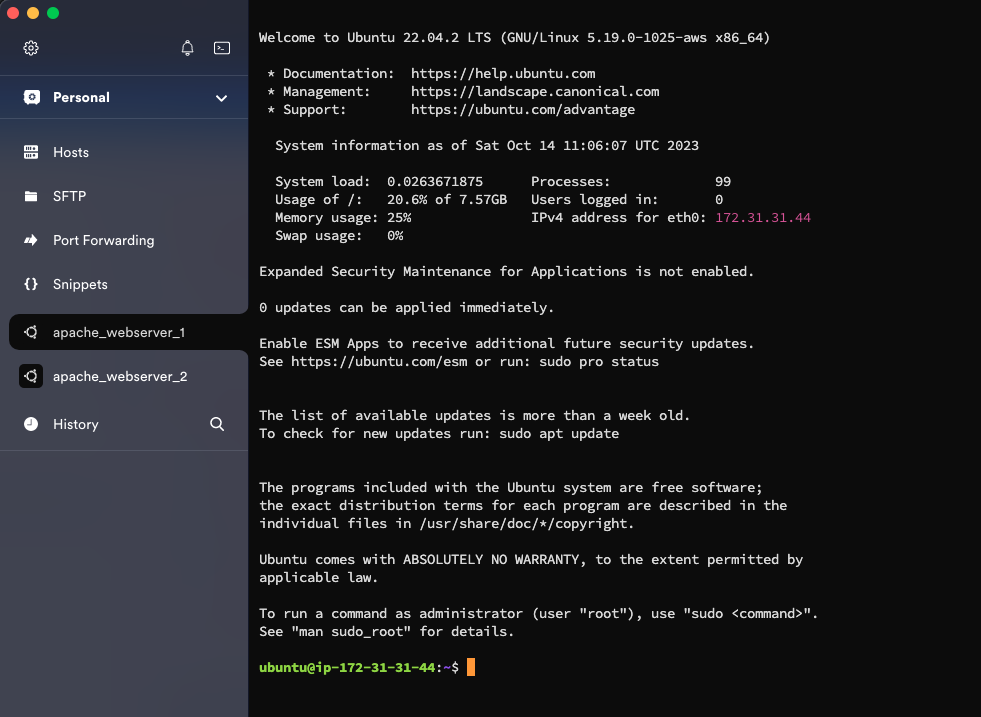 Personal
Hosts
SFTP
Port Forwarding
Snippets
apache_webserver_1
apache_webserver_2
History
Welcome to Ubuntu 22.04.2 LTS (GNU/Linux 5.19.0-1025-aws x86_64)
* Documentation:  https://help.ubuntu.com
* Management:     https://landscape.canonical.com
* Support:        https://ubuntu.com/advantage
System information as of Sat Oct 14 11:06:07 UTC 2023
System load:  0.0263671875      Processes:             99
Usage of /:   20.6% of 7.57GB   Users logged in:       0
Memory usage: 25%               IPv4 address for eth0: 172.31.31.44
Swap usage:   0%
Expanded Security Maintenance for Applications is not enabled.
0 updates can be applied immediately.
Enable ESM Apps to receive additional future security updates.
See https://ubuntu.com/esm or run: sudo pro status
The list of available updates is more than a week old.
To check for new updates run: sudo apt update
The programs included with the Ubuntu system are free software;
the exact distribution terms for each program are described in the
individual files in /usr/share/doc/*/copyright.
Ubuntu comes with ABSOLUTELY NO WARRANTY, to the extent permitted by
applicable law.
To run a command as administrator (user "root"), use "sudo <command>".
See "man sudo_root" for details.
ubuntu@ip-172-31-31-44:~$